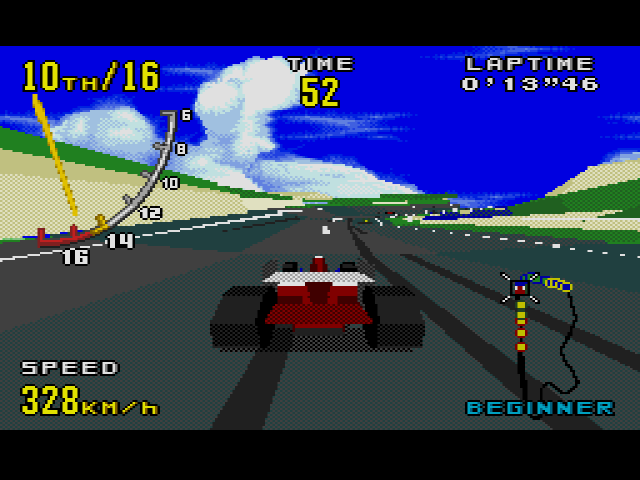 10TH/16
TIME
52
LAPTIME
0'13"46
6
8
10
12
14
16
SPEED
328KM/h
BEGINNER